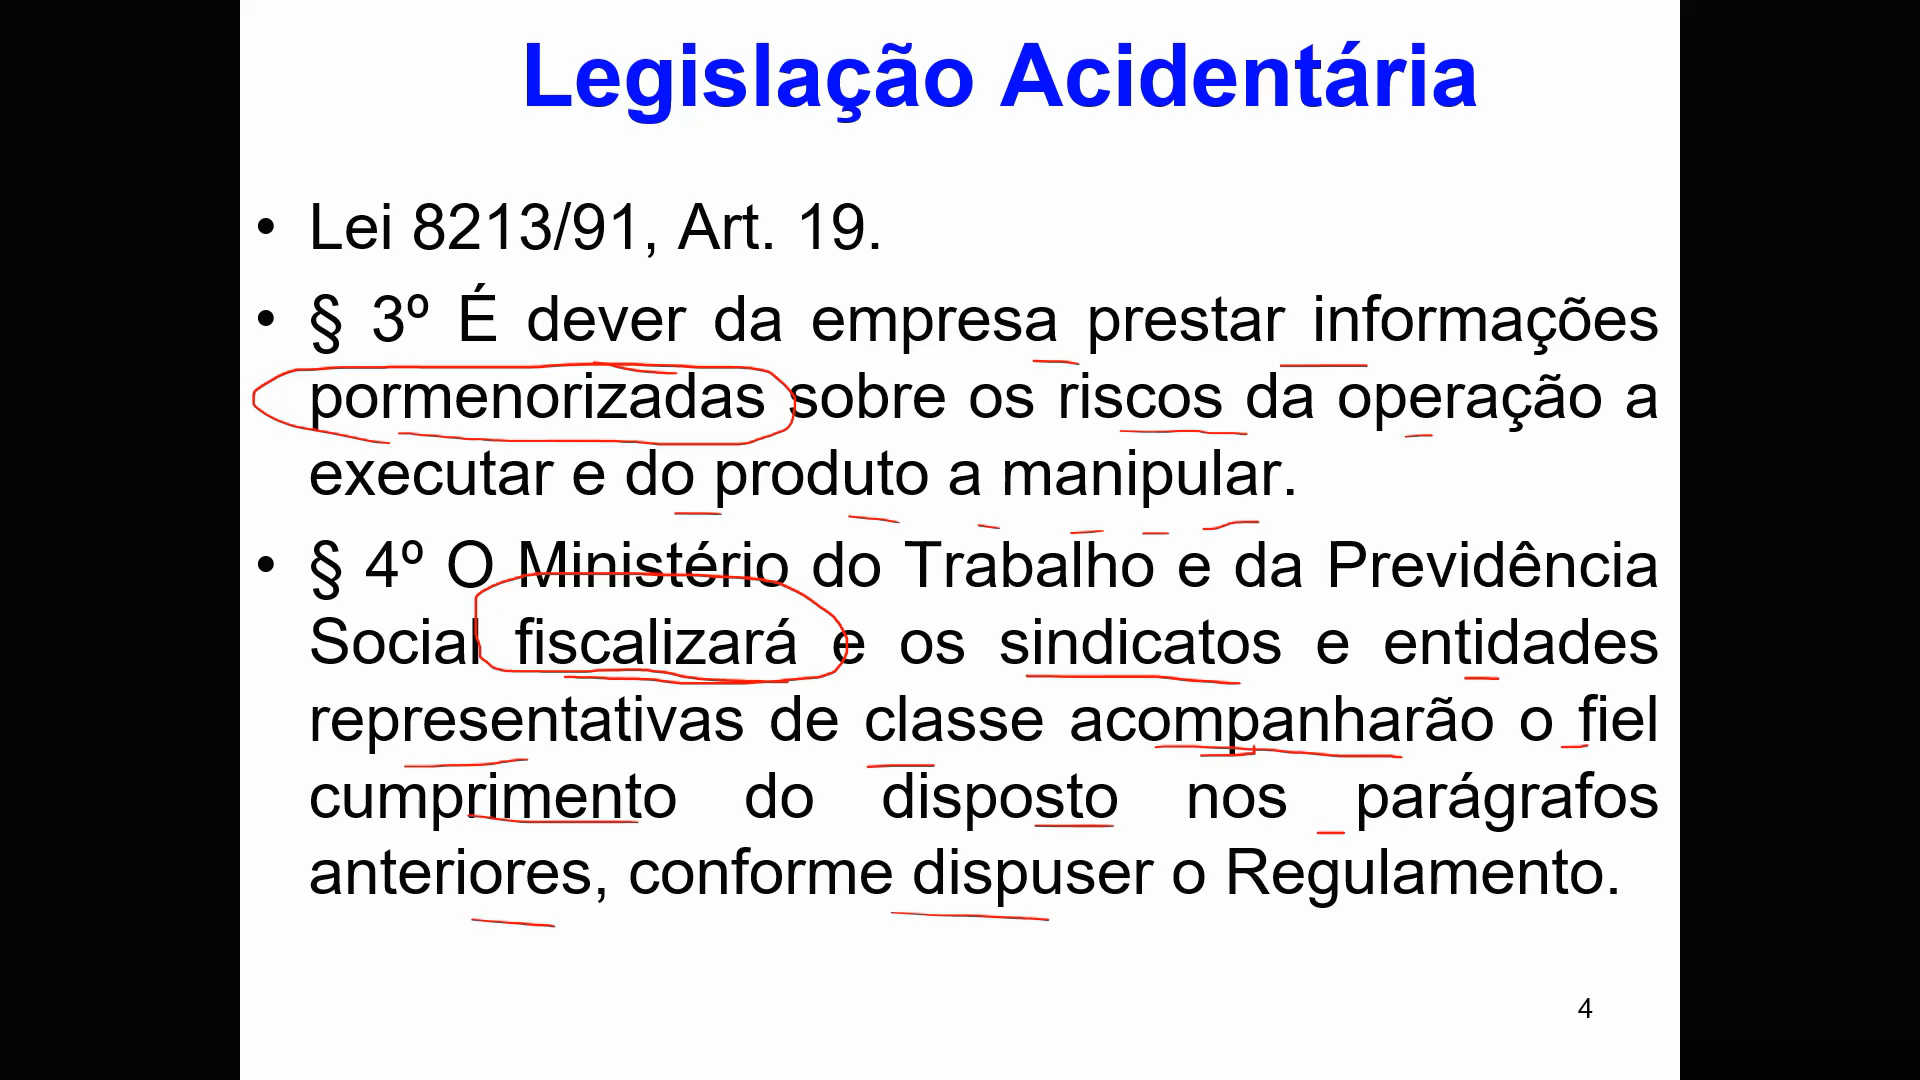 Legislação Acidentária
• Lei 8213/91, Art. 19.
• § 3º É dever da empresa prestar informações
pormenorizadas sobre os riscos da operação a
executar e do produto a manipular.
• § 4º O Ministério do Trabalho e da Previdência
Social fiscalizará e os sindicatos e entidades
representativas de classe acompanharão o fiel
cumprimento do disposto nos parágrafos
anteriores, conforme dispuser o Regulamento.
4